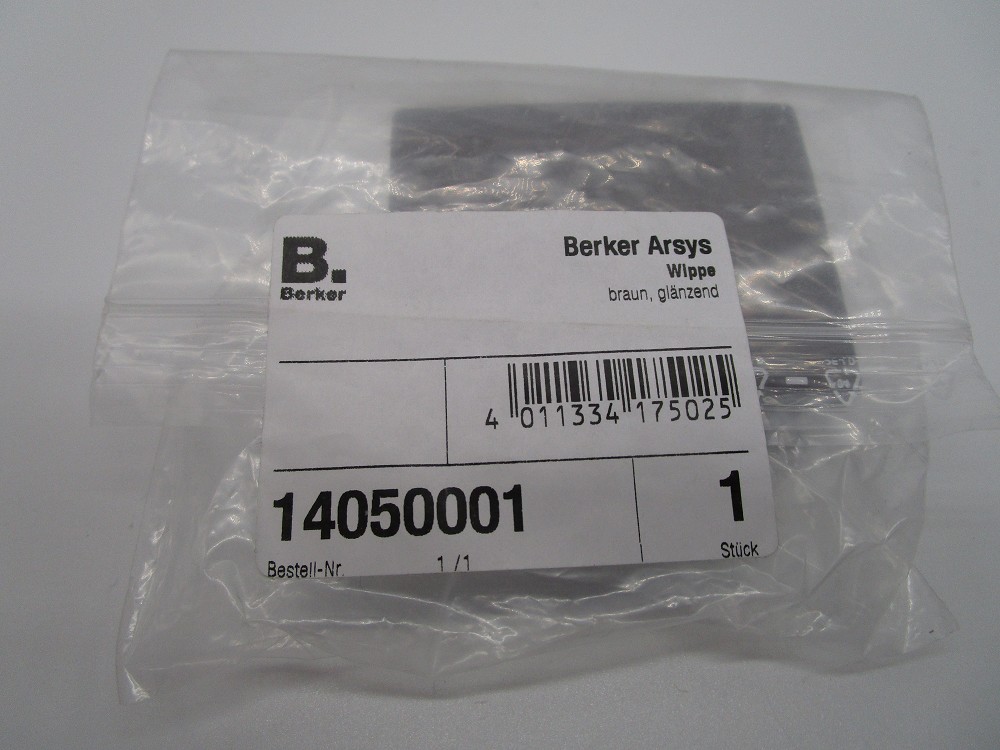 B.
Berker
Berker Arsys
Wippe
braun, glänzend
4 011334 175025
14050001
1
Bestell-Nr.
1 /1
Stück